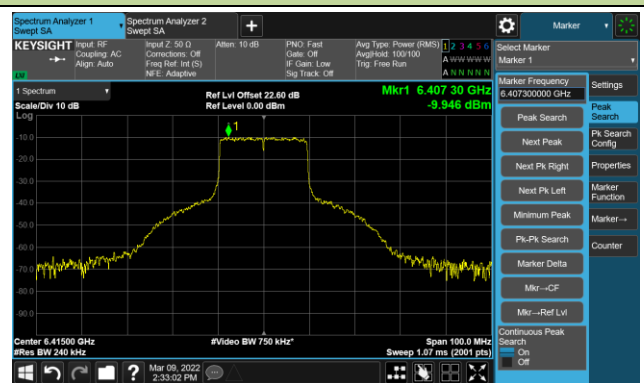 Spectrum Analyzer 1
Swept SA
Spectrum Analyzer 2
Swept SA
+
Marker
KEYSIGHT
Input: RF
Coupling: AC
Align: Auto
Input Z: 50 Ω
Corrections: Off
Freq Ref: Int (S)
NFE: Adaptive
Atten: 10 dB
PNO: Fast
Gate: Off
IF Gain: Low
Sig Track: Off
Avg Type: Power (RMS)
Avg|Hold: 100/100
Trig: Free Run
1 2 3 4 5 6
A W W W W W
A N N N N N
LW
Select Marker
Marker 1
1 Spectrum
Scale/Div 10 dB
Log
Ref Lvl Offset 22.60 dB
Ref Level 0.00 dBm
Mkr1 6.407 30 GHz
-9.946 dBm
1
-10.0
-20.0
-30.0
-40.0
-50.0
-60.0
-70.0
-80.0
-90.0
Center 6.41500 GHz
#Res BW 240 kHz
#Video BW 750 kHz*
Span 100.0 MHz
Sweep 1.07 ms (2001 pts)
Marker Frequency
6.407300000 GHz
Peak Search
Next Peak
Next Pk Right
Next Pk Left
Minimum Peak
Pk-Pk Search
Marker Delta
Mkr→CF
Mkr→Ref Lvl
Continuous Peak
Search
On
Off
Settings
Peak
Search
Pk Search
Config
Properties
Marker
Function
Marker→
Counter
?
Mar 09, 2022
2:33:02 PM